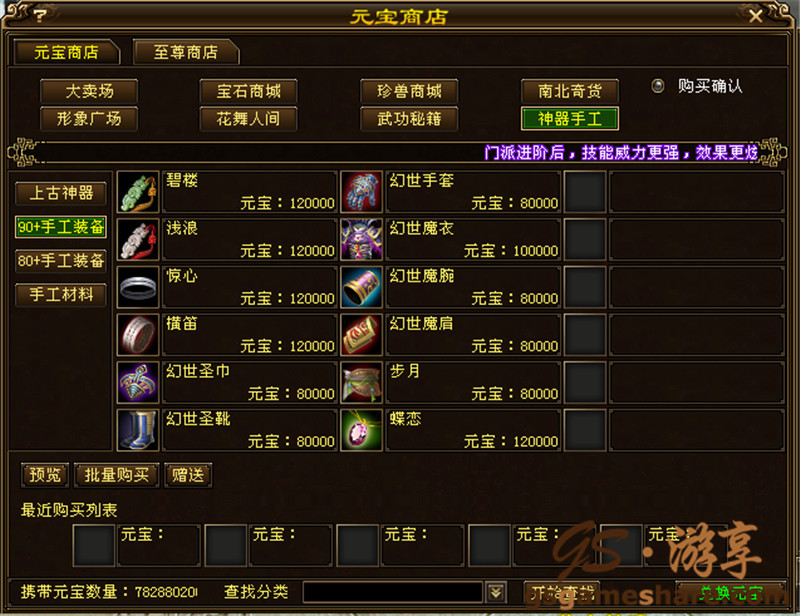 ?
元宝商店
元宝商店 至尊商店
大卖场 宝石商城 珍兽商城 南北奇货 购买确认
形象广场 花舞人间 武功秘籍 神器手工
门派进阶后，技能威力更强，效果更炫
上古神器
90+手工装备
80+手工装备
手工材料
碧楼
元宝：120000
幻世手套
元宝：80000
浅浪
元宝：120000
幻世魔衣
元宝：100000
惊心
元宝：120000
幻世魔腕
元宝：80000
横笛
元宝：120000
幻世魔肩
元宝：80000
幻世圣巾
元宝：80000
步月
元宝：80000
幻世圣靴
元宝：80000
蝶恋
元宝：120000
预览 批量购买 赠送
最近购买列表
元宝： 元宝： 元宝： 元宝： 元宝：
GS·游享
携带元宝数量：78288020 查找分类 开始查找 兑换元宝